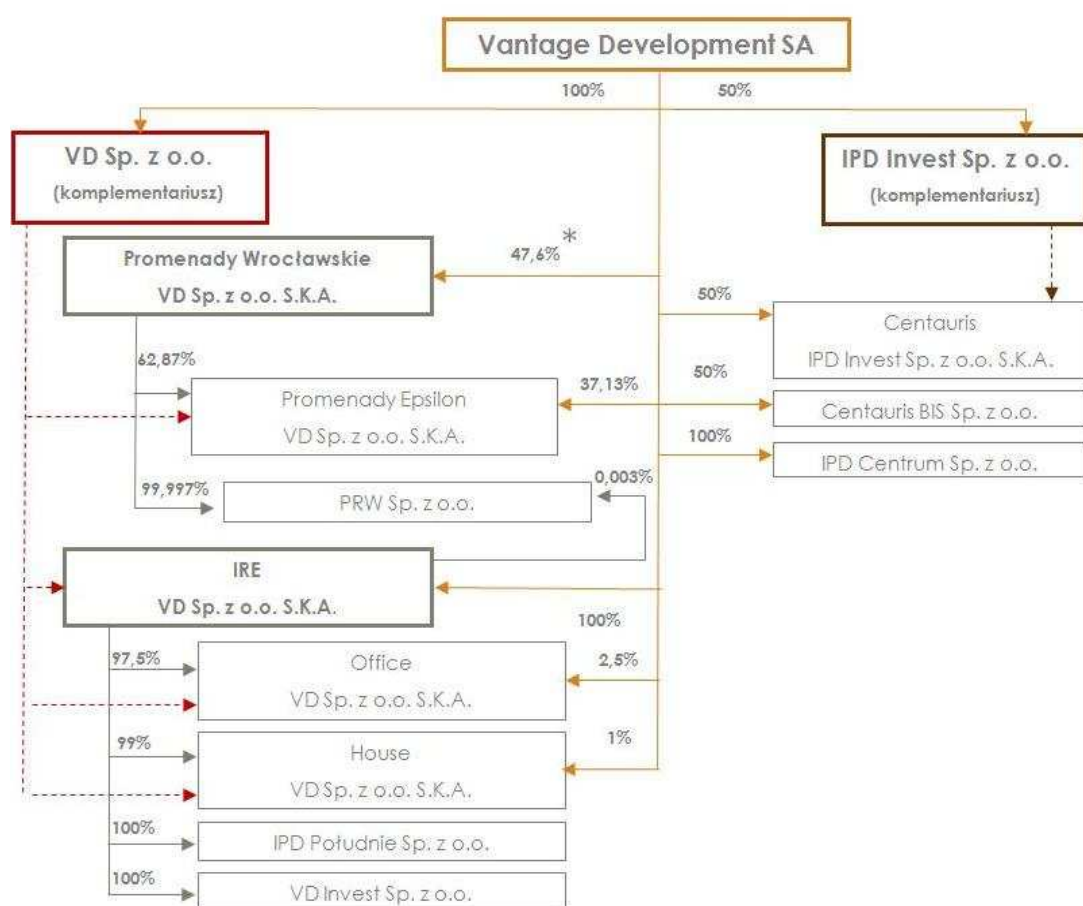 Vantage Development SA
100%
50%
VD Sp. z o.o.
(komplementariusz)
IPD Invest Sp. z o.o.
(komplementariusz)
Promenady Wrocławskie
VD Sp. z o.o. S.K.A.
47,6%*
50%
Centauris
IPD Invest Sp. z o.o. S.K.A.
62,87%
Promenady Epsilon
VD Sp. z o.o. S.K.A.
37,13%
50%
Centauris BIS Sp. z o.o.
100%
IPD Centrum Sp. z o.o.
99,997%
PRW Sp. z o.o.
0,003%
IRE
VD Sp. z o.o. S.K.A.
100%
97,5%
Office
VD Sp. z o.o. S.K.A.
2,5%
99%
House
VD Sp. z o.o. S.K.A.
1%
100%
IPD Południe Sp. z o.o.
100%
VD Invest Sp. z o.o.